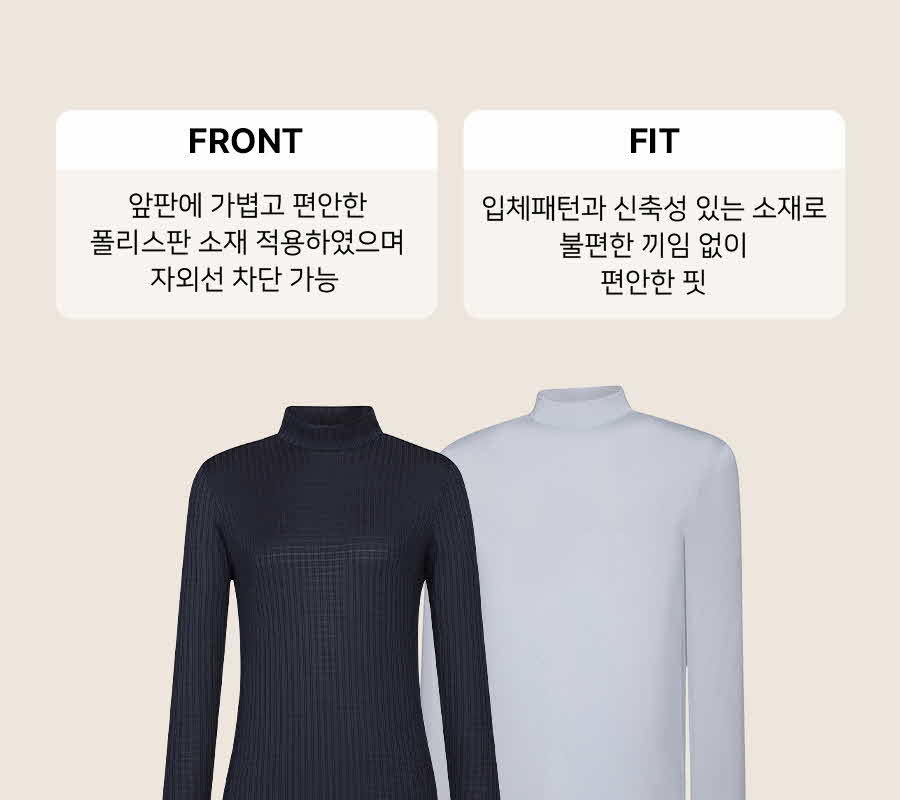 FRONT
앞판에 가볍고 편안한
폴리스판 소재 적용하였으며
자외선 차단 가능
FIT
입체패턴과 신축성 있는 소재로
불편한 끼임 없이
편안한 핏